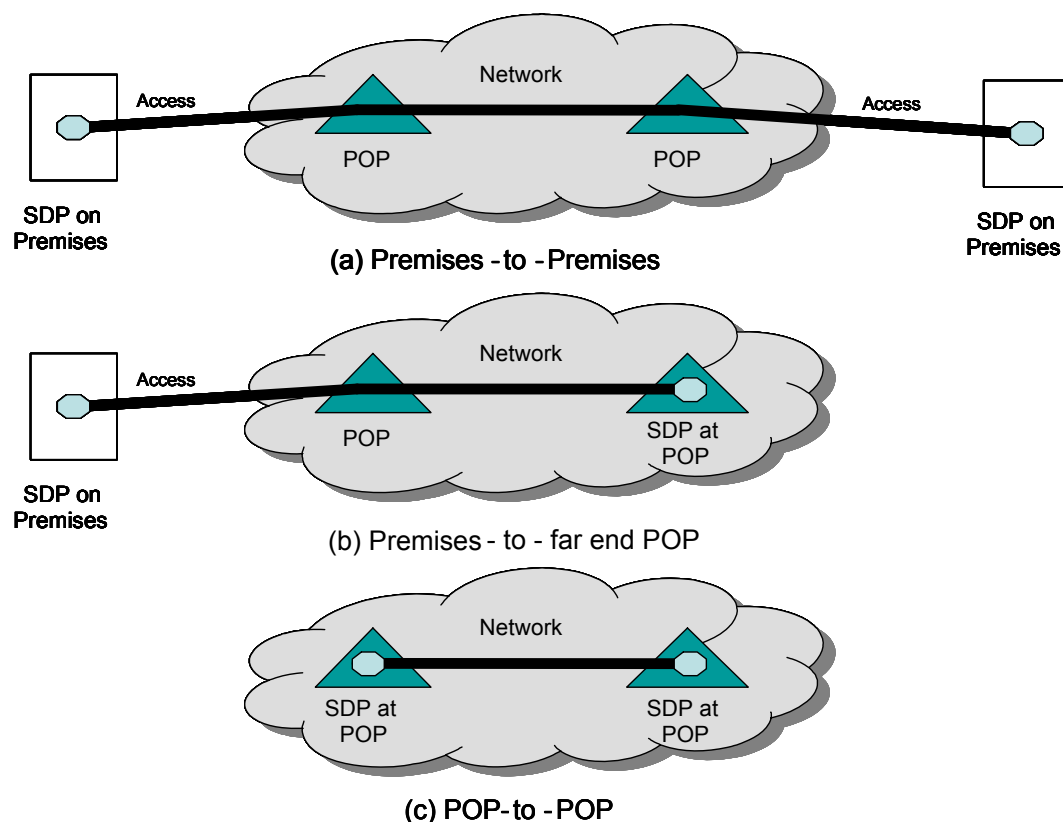 Network
Access
Access
POP
POP
SDP on
Premises
SDP on
Premises
(a) Premises - to - Premises
Network
Access
POP
SDP at
POP
SDP on
Premises
(b) Premises - to - far end POP
Network
SDP at
POP
SDP at
POP
(c) POP- to - POP